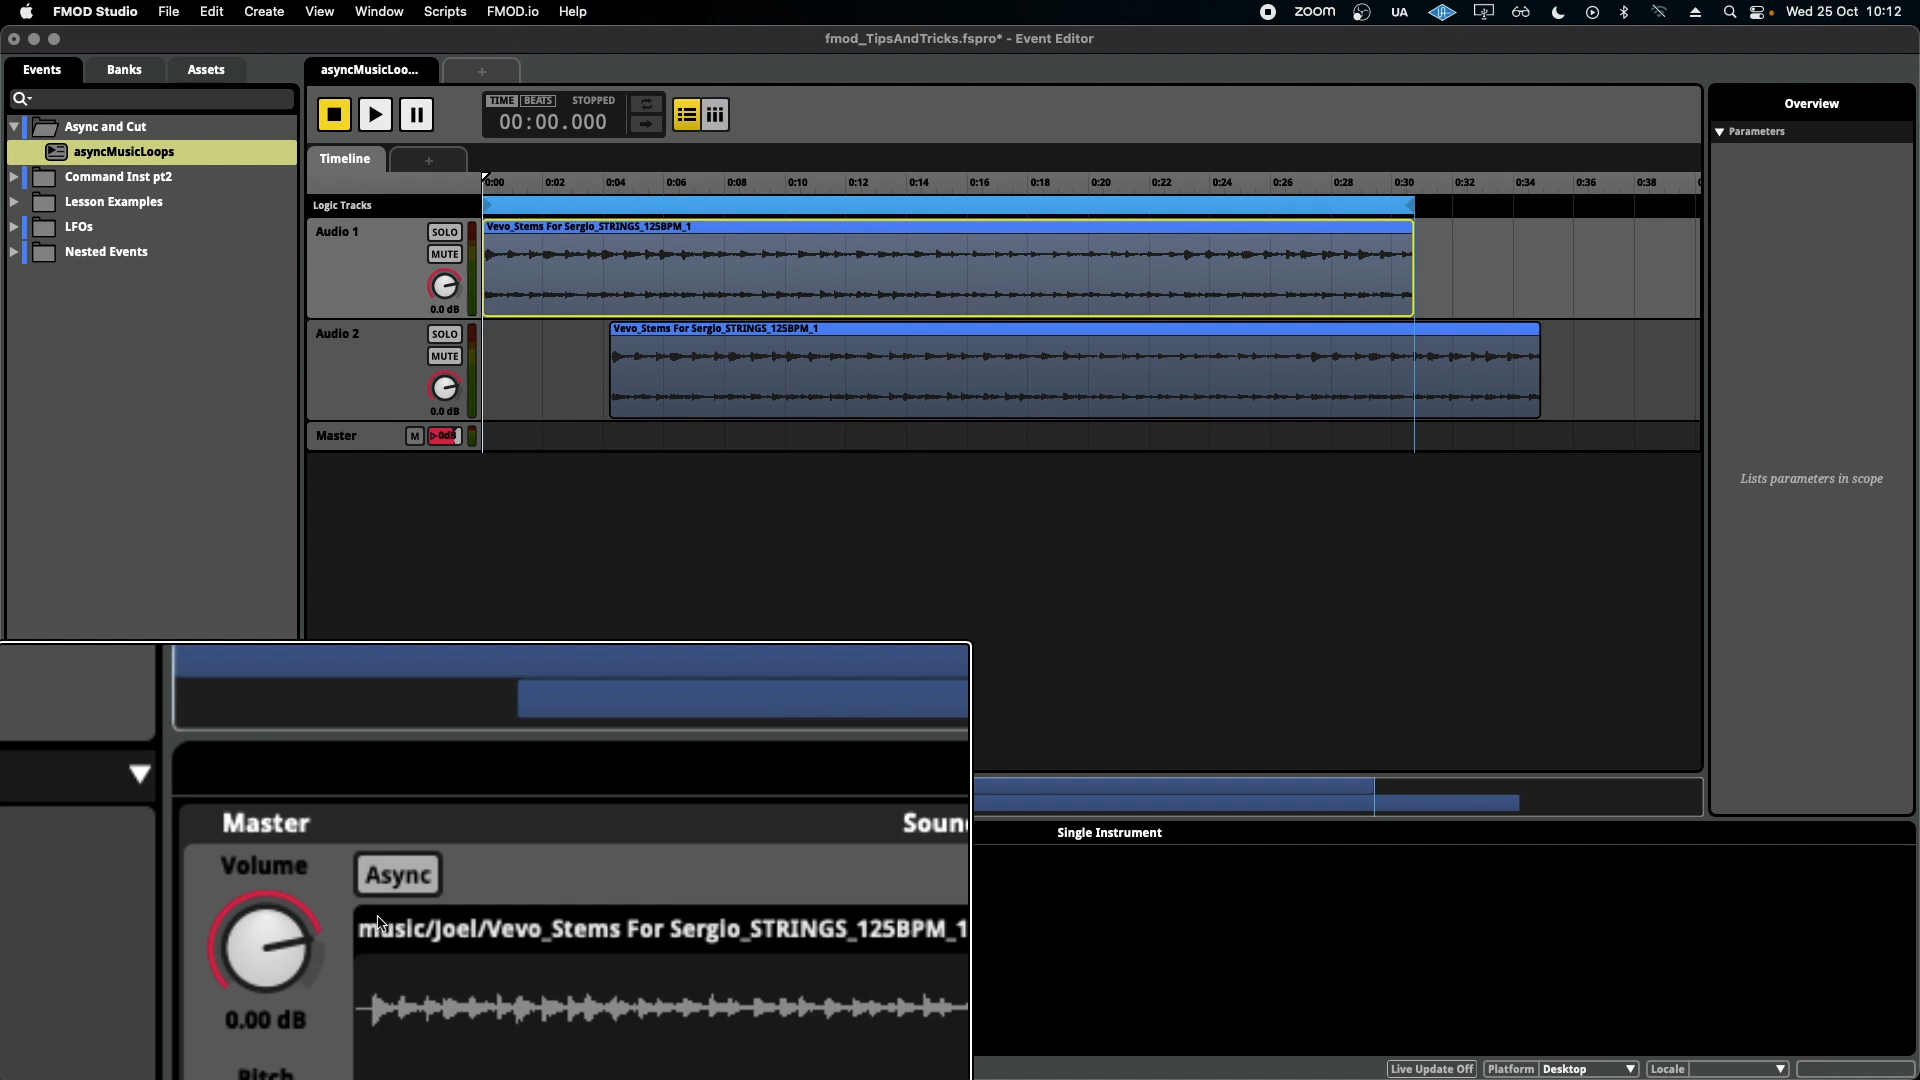 FMOD Studio File Edit Create View Window Scripts FMOD.io Help zoom UA Wed 25 Oct 10:12
fmod_TipsAndTricks.fspro* - Event Editor
Events Banks Assets asyncMusicLoo... +
Overview
TIME BEATS STOPPED
00:00.000
Parameters
Async and Cut
asyncMusicLoops
Command Inst pt2
Lesson Examples
LFOs
Nested Events
Timeline +
0:00 0:02 0:04 0:06 0:08 0:10 0:12 0:14 0:16 0:18 0:20 0:22 0:24 0:26 0:28 0:30 0:32 0:34 0:36 0:38
Logic Tracks
Audio 1 SOLO Vevo_Stems For Sergio_STRINGS_125BPM_1
MUTE
0.0 dB
Audio 2 SOLO Vevo_Stems For Sergio_STRINGS_125BPM_1
MUTE
0.0 dB
Master M 0dB
Lists parameters in scope
Master Soun
Single Instrument
Volume Async
music/Joel/Vevo_Stems For Sergio_STRINGS_125BPM_1
0.00 dB
Pitch
Live Update Off Platform Desktop Locale